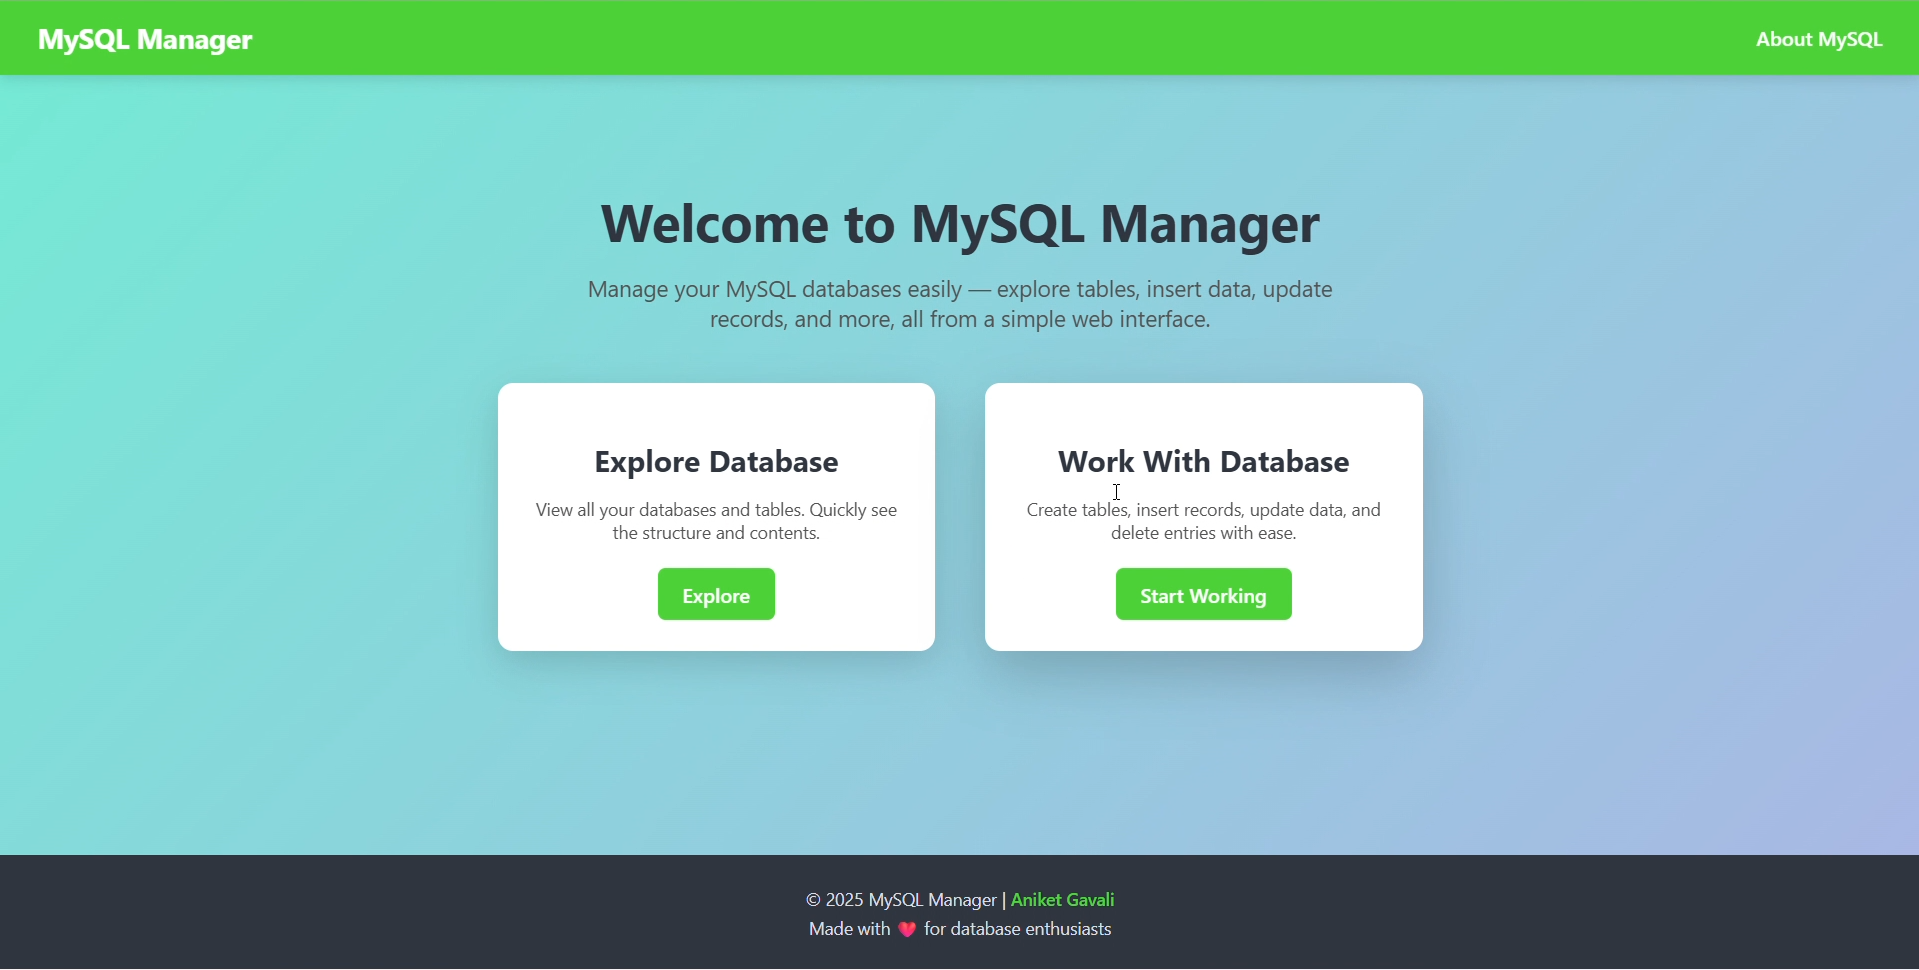 MySQL Manager
About MySQL
Welcome to MySQL Manager
Manage your MySQL databases easily — explore tables, insert data, update
records, and more, all from a simple web interface.
Explore Database
View all your databases and tables. Quickly see
the structure and contents.
Explore
Work With Database
Create tables, insert records, update data, and
delete entries with ease.
Start Working
© 2025 MySQL Manager | Aniket Gavali
Made with ❤️ for database enthusiasts